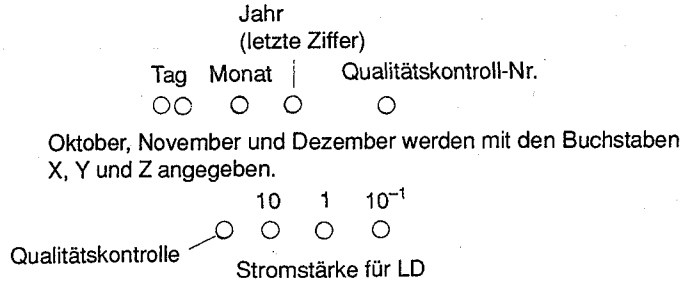 Jahr
(letzte Ziffer)
Tag Monat Qualitätskontroll-Nr.
Oktober, November und Dezember werden mit den Buchstaben
X, Y und Z angegeben.
10 1 10⁻¹
Qualitätskontrolle
Stromstärke für LD